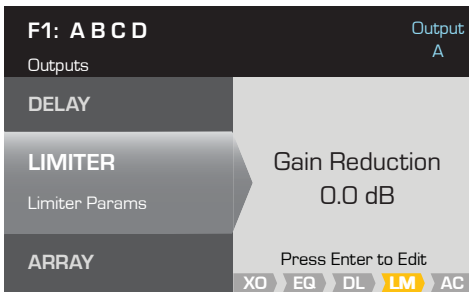 F1: A B C D
Output
A
Outputs
DELAY
LIMITER
Limiter Params
ARRAY
Gain Reduction
0.0 dB
Press Enter to Edit
XO EQ DL LM AC